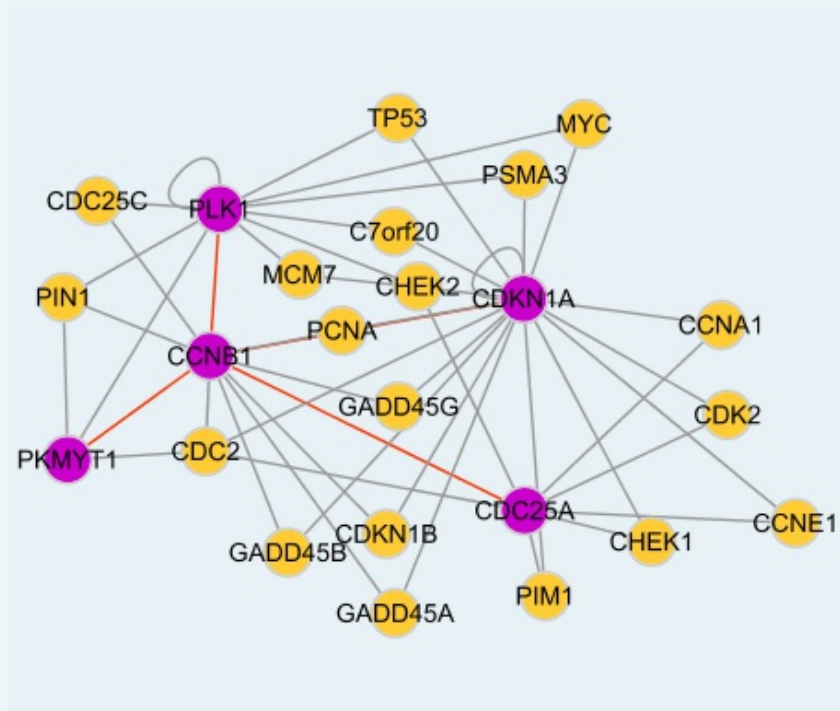 TP53
MYC
PSMA3
CDC25C
PLK1
C7orf20
MCM7
CHEK2
CDKN1A
PIN1
PCNA
CCNA1
CCNB1
GADD45G
CDK2
PKMYT1
CDC2
CDC25A
CCNE1
CDKN1B
CHEK1
GADD45B
PIM1
GADD45A